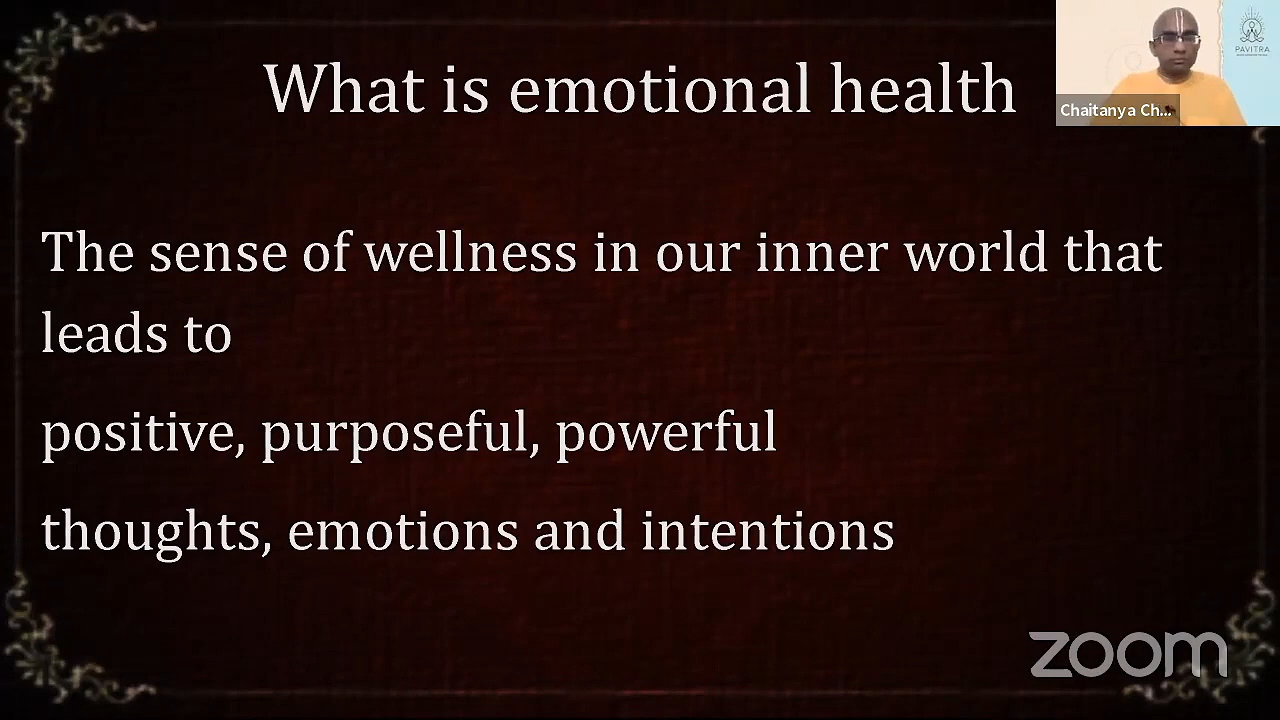 What is emotional health
PAVITRA
Chaitanya Ch...
The sense of wellness in our inner world that
leads to
positive, purposeful, powerful
thoughts, emotions and intentions
zoom